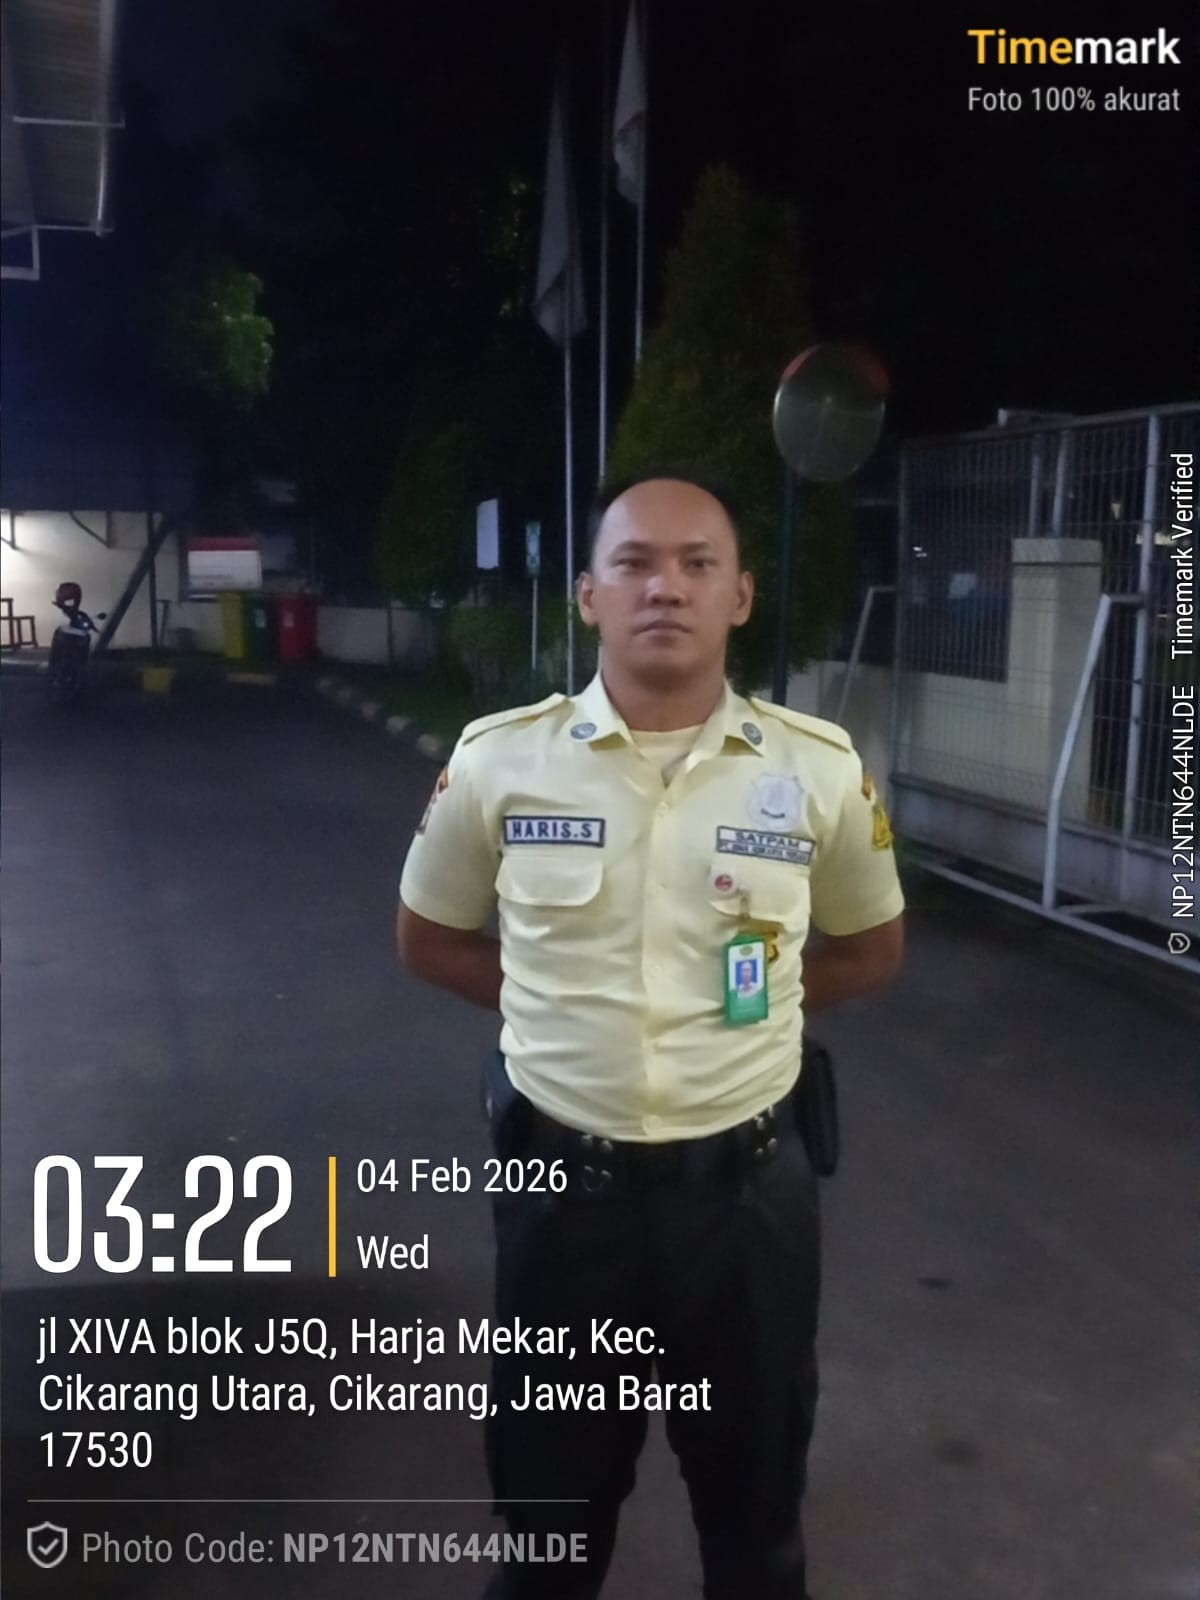 Timemark
Foto 100% akurat
HARIS.S
SATPAM
03:22
04 Feb 2026
Wed
jl XIVA blok J5Q, Harja Mekar, Kec.
Cikarang Utara, Cikarang, Jawa Barat
17530
Photo Code: NP12NTN644NLDE
NP12NTN644NLDE Timemark Verified